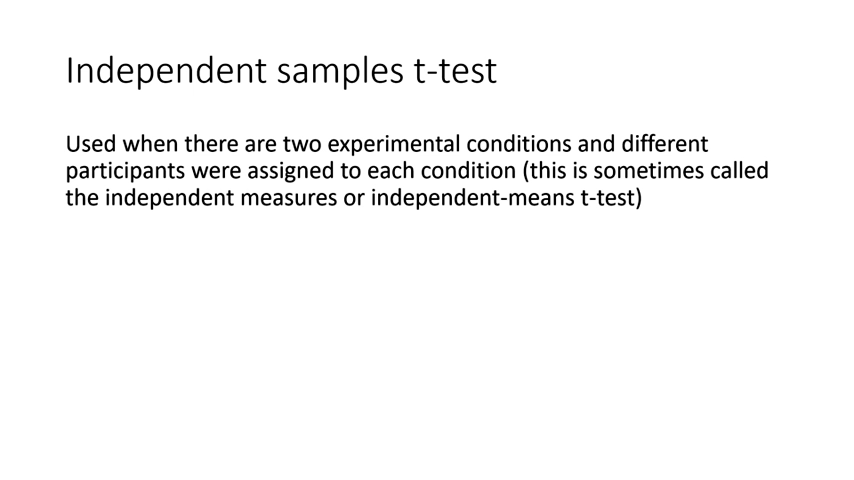 Independent samples t-test
Used when there are two experimental conditions and different
participants were assigned to each condition (this is sometimes called
the independent measures or independent-means t-test)